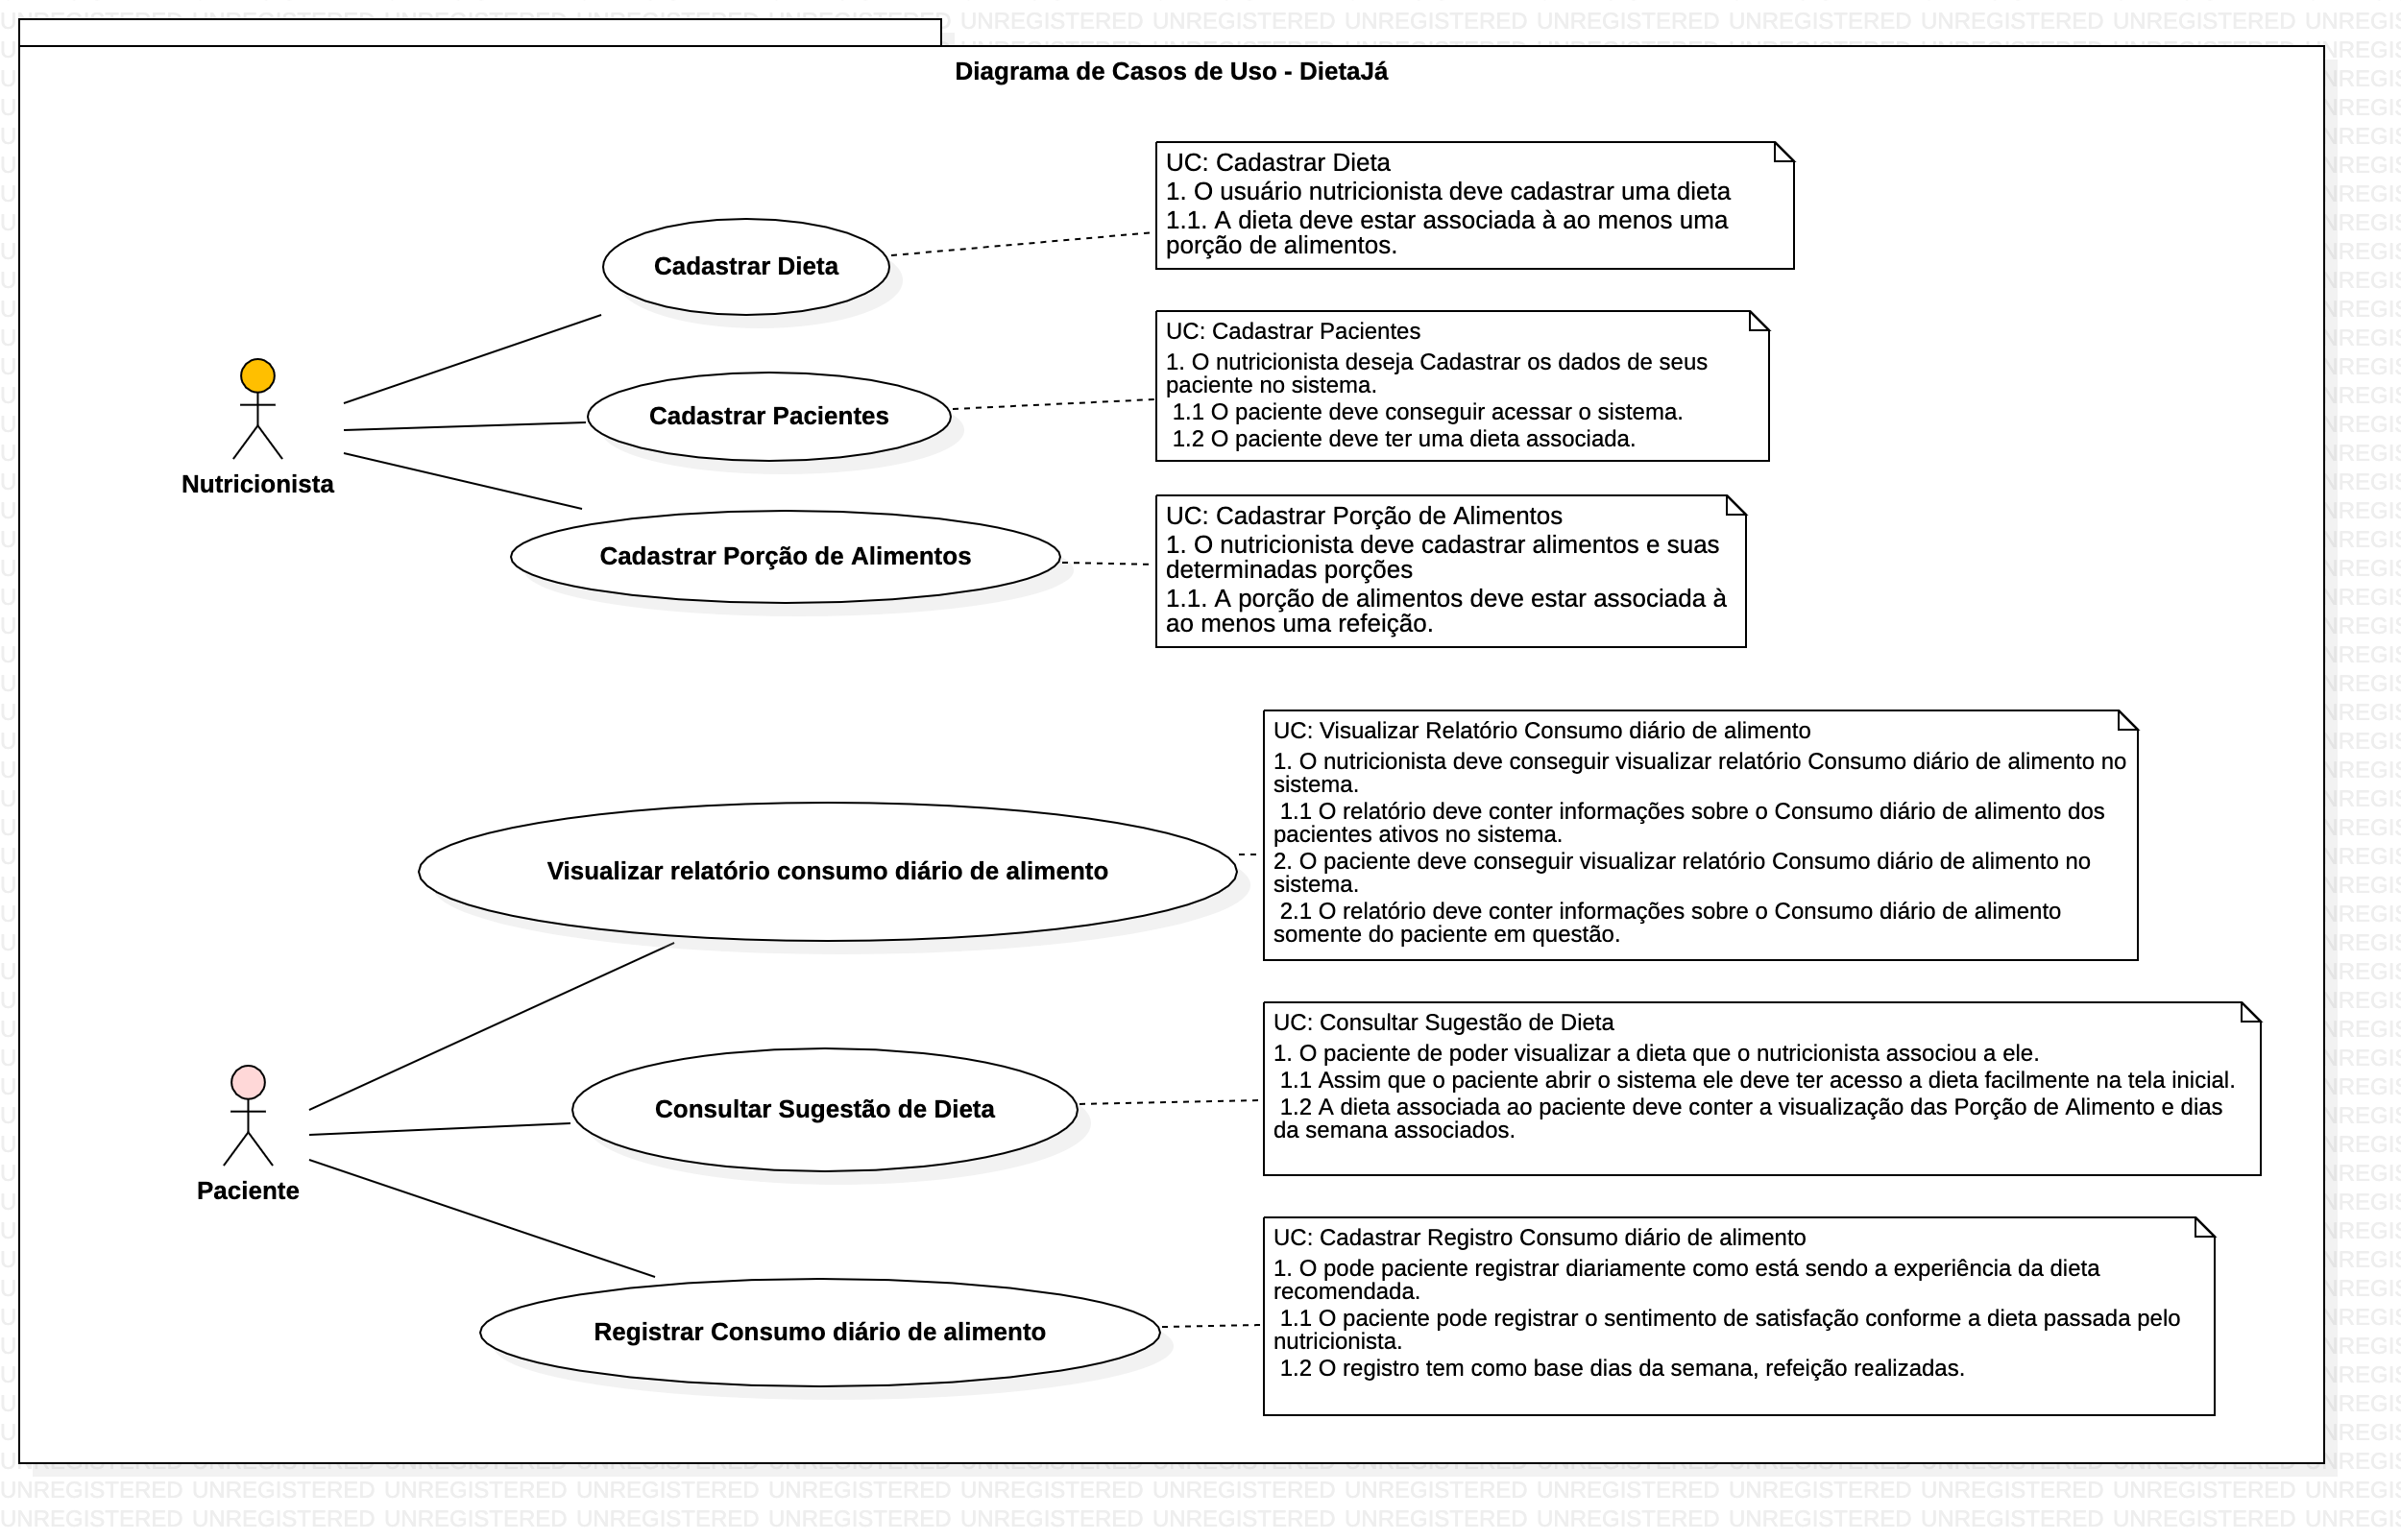 Diagrama de Casos de Uso - DietaJá
UC: Cadastrar Dieta
1. O usuário nutricionista deve cadastrar uma dieta
1.1. A dieta deve estar associada à ao menos uma
porção de alimentos.
Cadastrar Dieta
UC: Cadastrar Pacientes
1. O nutricionista deseja Cadastrar os dados de seus
paciente no sistema.
1.1 O paciente deve conseguir acessar o sistema.
1.2 O paciente deve ter uma dieta associada.
Cadastrar Pacientes
Nutricionista
UC: Cadastrar Porção de Alimentos
1. O nutricionista deve cadastrar alimentos e suas
determinadas porções
1.1. A porção de alimentos deve estar associada à
ao menos uma refeição.
Cadastrar Porção de Alimentos
UC: Visualizar Relatório Consumo diário de alimento
1. O nutricionista deve conseguir visualizar relatório Consumo diário de alimento no
sistema.
1.1 O relatório deve conter informações sobre o Consumo diário de alimento dos
pacientes ativos no sistema.
2. O paciente deve conseguir visualizar relatório Consumo diário de alimento no
sistema.
2.1 O relatório deve conter informações sobre o Consumo diário de alimento
somente do paciente em questão.
Visualizar relatório consumo diário de alimento
UC: Consultar Sugestão de Dieta
1. O paciente de poder visualizar a dieta que o nutricionista associou a ele.
1.1 Assim que o paciente abrir o sistema ele deve ter acesso a dieta facilmente na tela inicial.
1.2 A dieta associada ao paciente deve conter a visualização das Porção de Alimento e dias
da semana associados.
Consultar Sugestão de Dieta
Paciente
UC: Cadastrar Registro Consumo diário de alimento
1. O pode paciente registrar diariamente como está sendo a experiência da dieta
recomendada.
1.1 O paciente pode registrar o sentimento de satisfação conforme a dieta passada pelo
nutricionista.
1.2 O registro tem como base dias da semana, refeição realizadas.
Registrar Consumo diário de alimento
UNREGISTERED UNREGISTERED UNREGISTERED UNREGISTERED UNREGISTERED UNREGISTERED UNREGISTERED UNREGISTERED UNREGISTERED UNREGISTERED UNREGISTERED UNREGISTERED